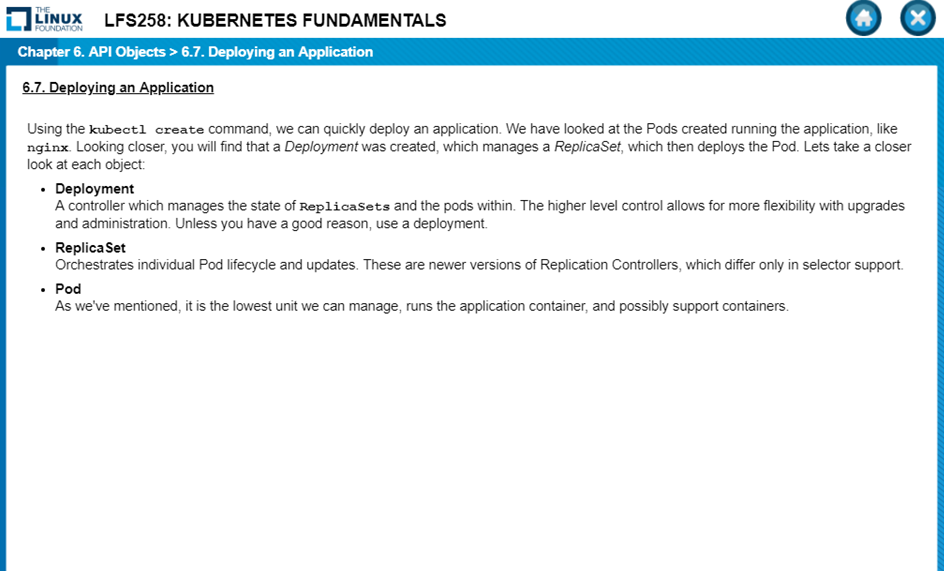 THE
LINUX
FOUNDATION
LFS258: KUBERNETES FUNDAMENTALS
Chapter 6. API Objects > 6.7. Deploying an Application
6.7. Deploying an Application
Using the kubectl create command, we can quickly deploy an application. We have looked at the Pods created running the application, like
nginx. Looking closer, you will find that a Deployment was created, which manages a ReplicaSet, which then deploys the Pod. Lets take a closer
look at each object:
• Deployment
A controller which manages the state of ReplicaSets and the pods within. The higher level control allows for more flexibility with upgrades
and administration. Unless you have a good reason, use a deployment.
• ReplicaSet
Orchestrates individual Pod lifecycle and updates. These are newer versions of Replication Controllers, which differ only in selector support.
• Pod
As we've mentioned, it is the lowest unit we can manage, runs the application container, and possibly support containers.